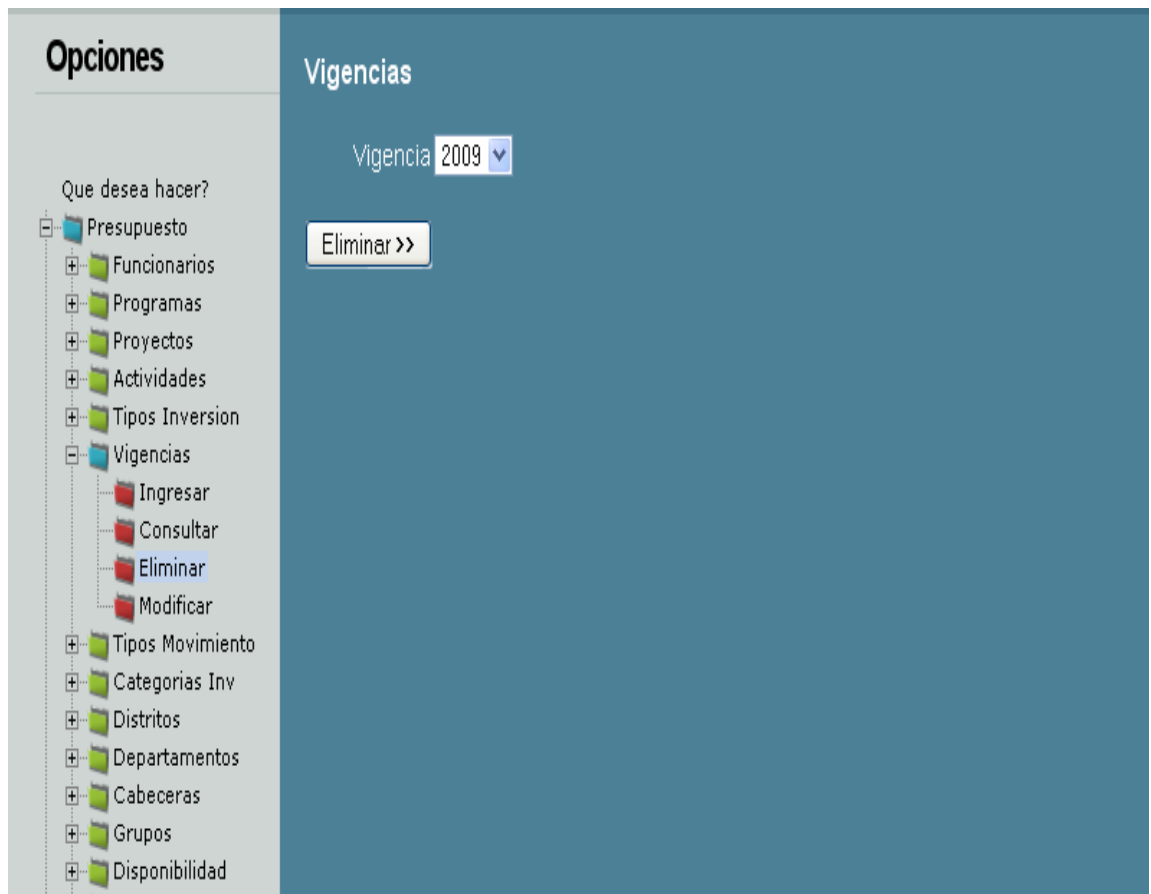 Opciones
Que desea hacer?
Presupuesto
Funcionarios
Programas
Proyectos
Actividades
Tipos Inversion
Vigencias
Ingresar
Consultar
Eliminar
Modificar
Tipos Movimiento
Categorias Inv
Distritos
Departamentos
Cabeceras
Grupos
Disponibilidad
Vigencias
Vigencia 2009
Eliminar >>